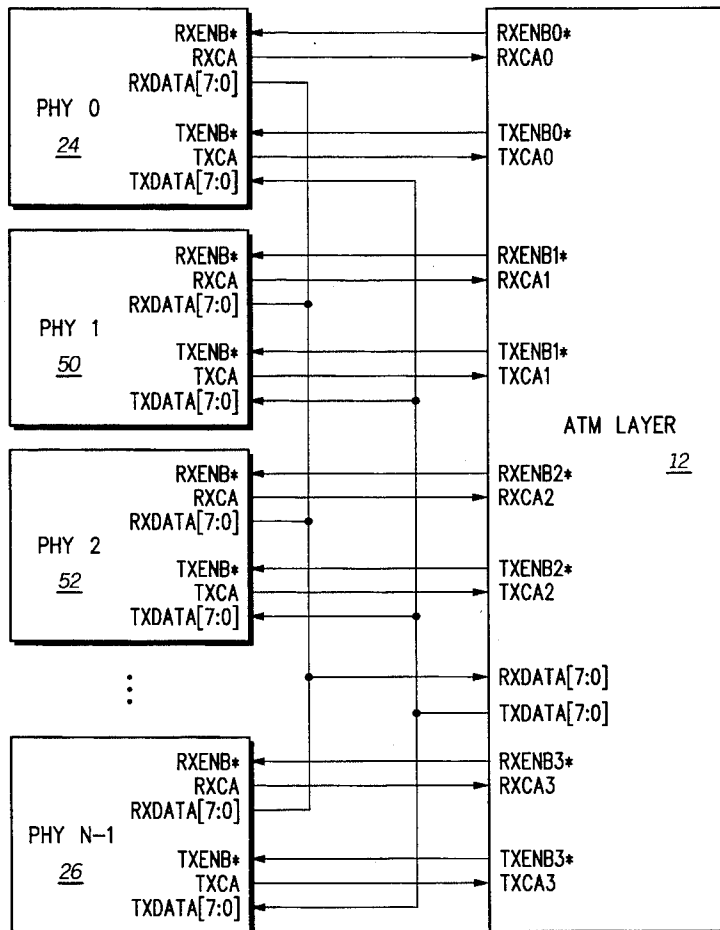 RXENB* RXENB0*
RXCA RXCA0
RXDATA[7:0]
PHY 0
24
TXENB* TXENB0*
TXCA TXCA0
TXDATA[7:0]
RXENB* RXENB1*
RXCA RXCA1
RXDATA[7:0]
PHY 1
50
TXENB* TXENB1*
TXCA TXCA1
TXDATA[7:0]
ATM LAYER
12
RXENB* RXENB2*
RXCA RXCA2
RXDATA[7:0]
PHY 2
52
TXENB* TXENB2*
TXCA TXCA2
TXDATA[7:0]
RXDATA[7:0]
TXDATA[7:0]
RXENB* RXENB3*
RXCA RXCA3
RXDATA[7:0]
PHY N-1
26
TXENB* TXENB3*
TXCA TXCA3
TXDATA[7:0]